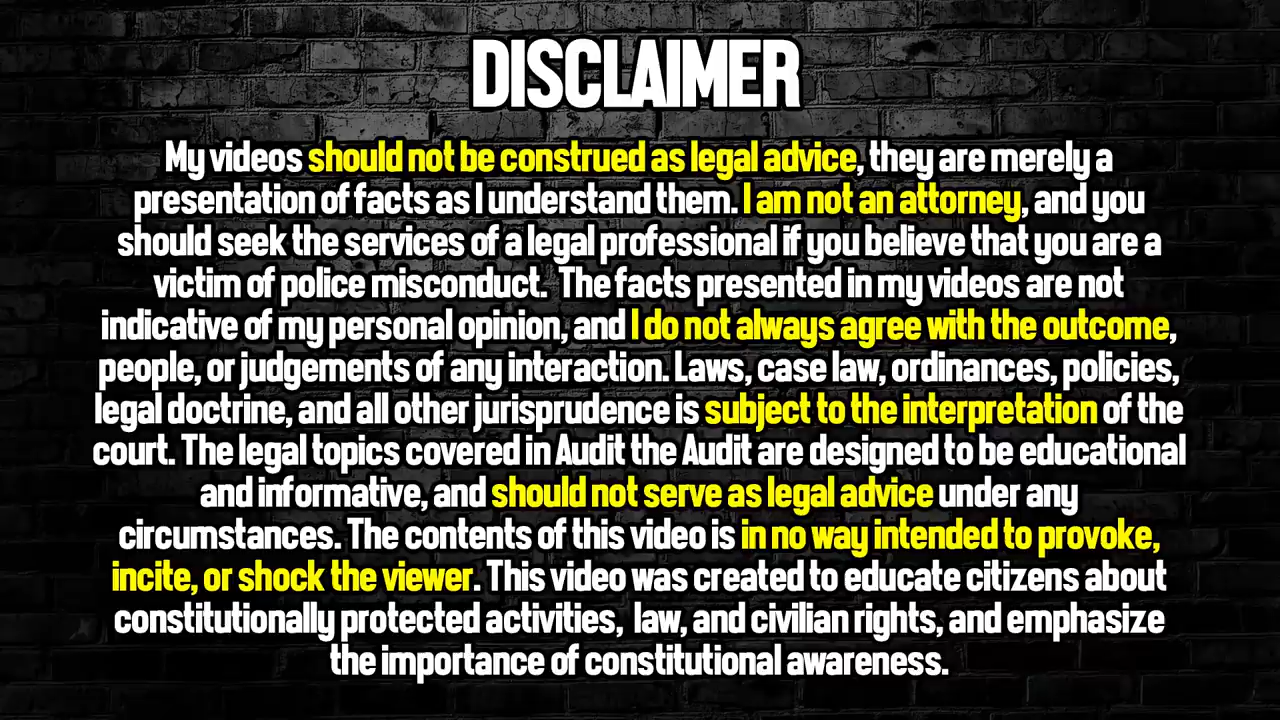 DISCLAIMER
My videos should not be construed as legal advice, they are merely a
presentation of facts as I understand them. I am not an attorney, and you
should seek the services of a legal professional if you believe that you are a
victim of police misconduct.  The facts presented in my videos are not
indicative of my personal opinion, and I do not always agree with the outcome,
people, or judgements of any interaction. Laws, case law, ordinances, policies,
legal doctrine, and all other jurisprudence is subject to the interpretation of the
court. The legal topics covered in Audit the Audit are designed to be educational
and informative, and should not serve as legal advice under any
circumstances. The contents of this video is in no way intended to provoke,
incite, or shock the viewer. This video was created to educate citizens about
constitutionally protected activities,  law, and civilian rights, and emphasize
the importance of constitutional awareness.